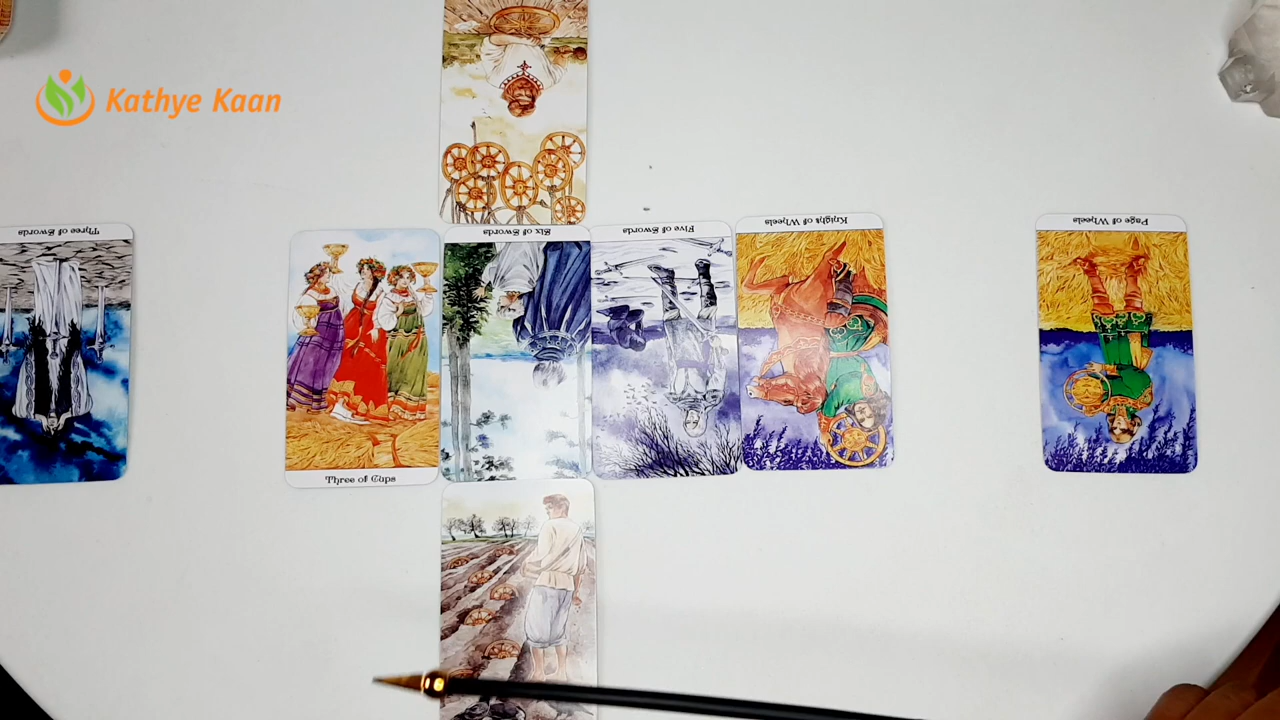 Kathye Kaan
Three of Swords
Six of Swords
Five of Swords
Knight of Wheels
Page of Wheels
Three of Cups